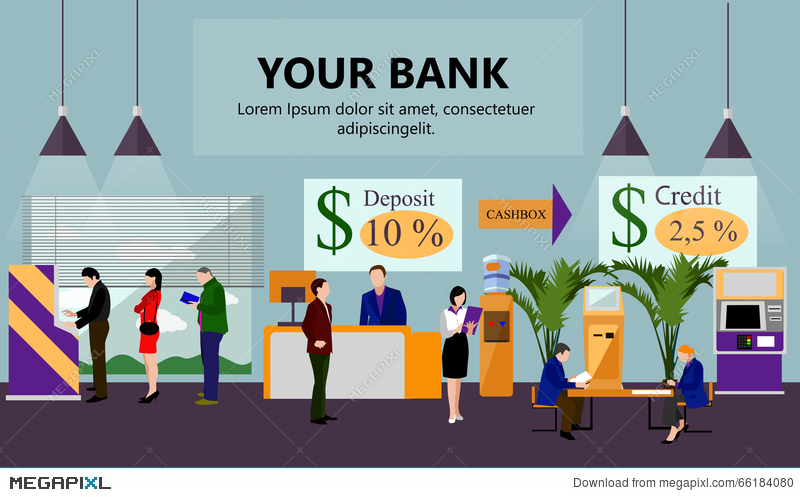 YOUR BANK
Lorem Ipsum dolor sit amet, consectetuer
adipiscingelit.
$ Deposit
10 %
CASHBOX
$ Credit
2,5 %
MEGAPIXL
Download from megapixl.com/66184080